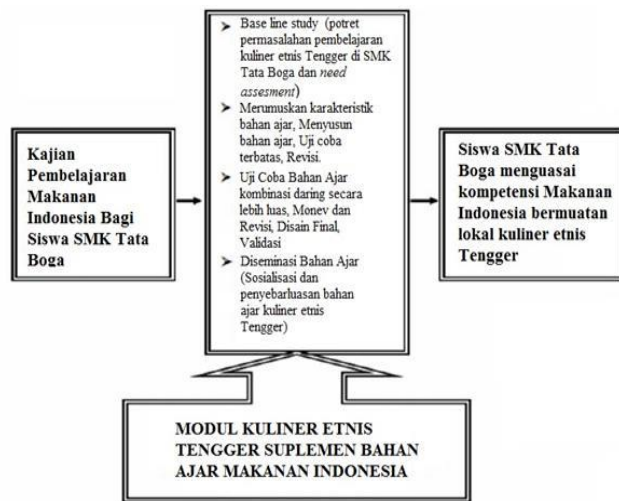 Kajian
Pembelajaran
Makanan
Indonesia Bagi
Siswa SMK Tata
Boga
➤ Base line study (potret
permasalahan pembelajaran
kuliner etnis Tengger di SMK
Tata Boga dan need
assesment)
➤ Merumuskan karakteristik
bahan ajar, Menyusun
bahan ajar, Uji coba
terbatas, Revisi.
➤ Uji Coba Bahan Ajar
kombinasi daring secara
lebih luas, Monev dan
Revisi, Disain Final,
Validasi
➤ Diseminasi Bahan Ajar
(Sosialisasi dan
penyebarluasan bahan
ajar kuliner etnis
Tengger)
Siswa SMK Tata
Boga menguasai
kompetensi Makanan
Indonesia bermuatan
lokal kuliner etnis
Tengger
MODUL KULINER ETNIS
TENGGER SUPLEMEN BAHAN
AJAR MAKANAN INDONESIA